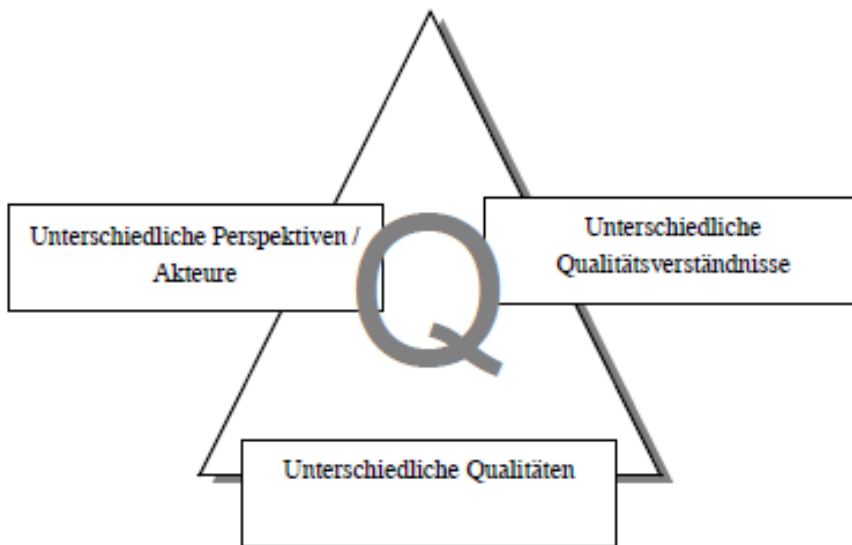 Unterschiedliche Perspektiven /
Akteure
Unterschiedliche
Qualitätsverständnisse
Q
Unterschiedliche Qualitäten